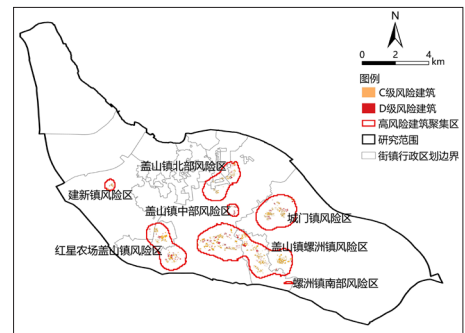 N
0 2 4
km
图例
C级风险建筑
D级风险建筑
高风险建筑聚集区
研究范围
街镇行政区划边界
盖山镇北部风险区
建新镇风险区
盖山镇中部风险区
城门镇风险区
红星农场盖山镇风险区
盖山镇螺洲镇风险区
螺洲镇南部风险区